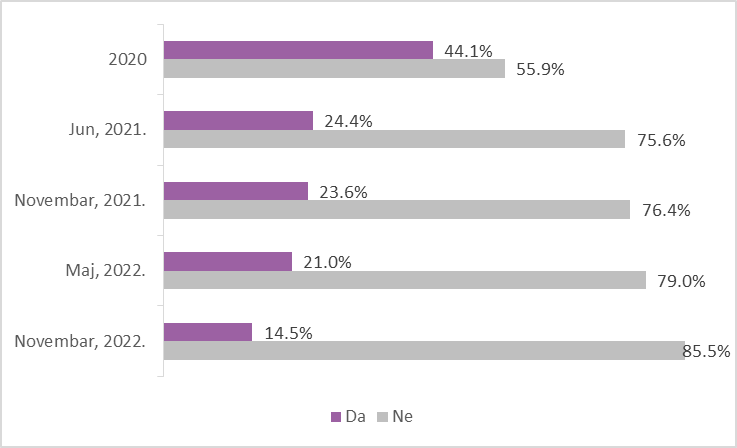 2020
44.1%
55.9%
Jun, 2021.
24.4%
75.6%
Novembar, 2021.
23.6%
76.4%
Maj, 2022.
21.0%
79.0%
Novembar, 2022.
14.5%
85.5%
Da Ne